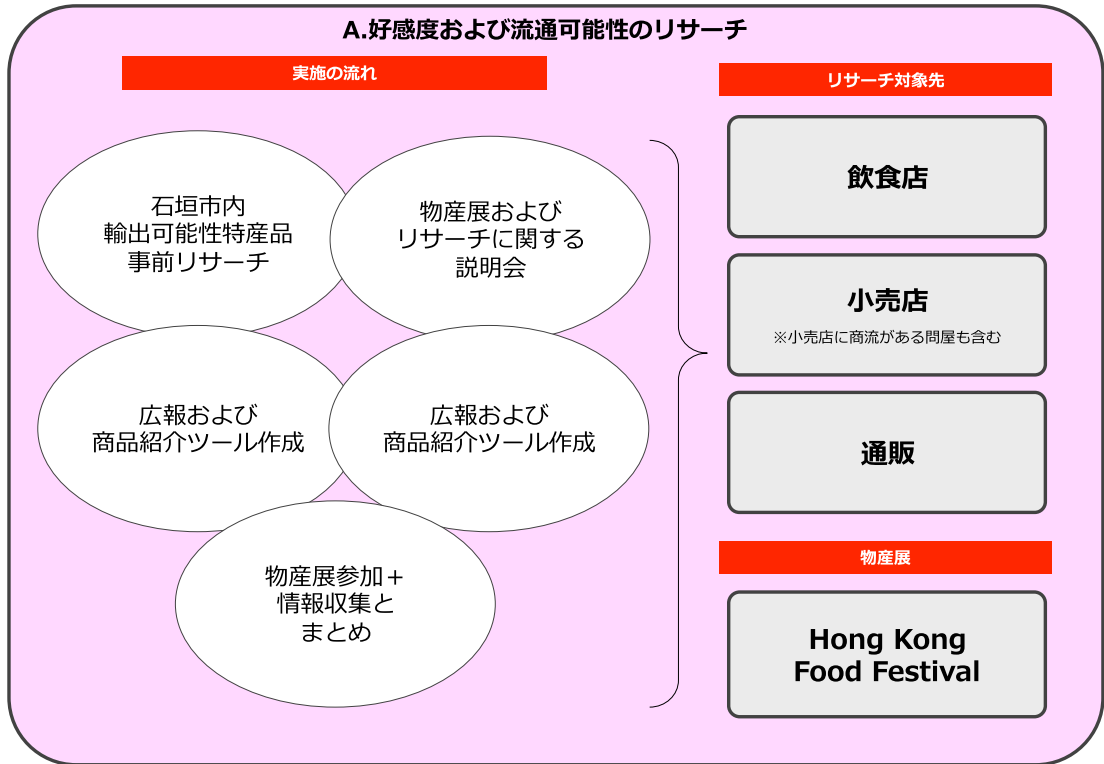 A.好感度および流通可能性のリサーチ
実施の流れ
石垣市内
輸出可能性特産品
事前リサーチ
物産展および
リサーチに関する
説明会
広報および
商品紹介ツール作成
広報および
商品紹介ツール作成
物産展参加＋
情報収集と
まとめ
リサーチ対象先
飲食店
小売店
※小売店に商流がある問屋も含む
通販
物産展
Hong Kong
Food Festival